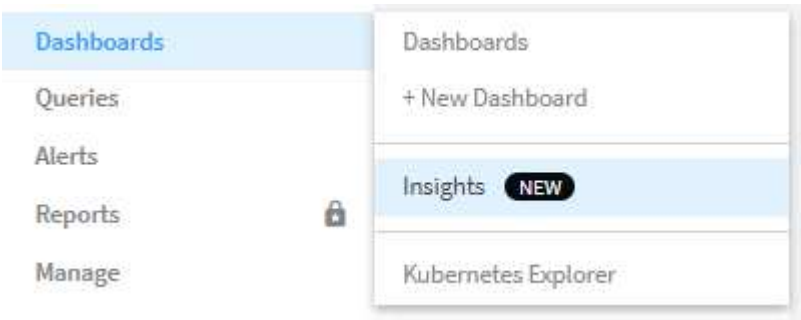 Dashboards
Queries
Alerts
Reports
Manage
Dashboards
+ New Dashboard
Insights NEW
Kubernetes Explorer